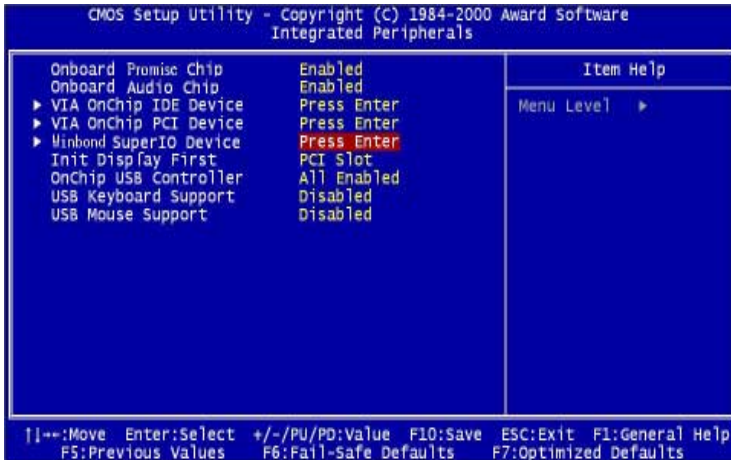 CMOS Setup Utility - Copyright (C) 1984-2000 Award Software
Integrated Peripherals
Onboard Promise Chip Enabled
Onboard Audio Chip Enabled
▶ VIA OnChip IDE Device Press Enter
▶ VIA OnChip PCI Device Press Enter
▶ Winbond SuperIO Device Press Enter
Init Display First PCI Slot
OnChip USB Controller All Enabled
USB Keyboard Support Disabled
USB Mouse Support Disabled
Item Help
Menu Level ▶
↑↓→←:Move Enter:Select +/-/PU/PD:Value F10:Save ESC:Exit F1:General Help
F5:Previous Values F6:Fail-Safe Defaults F7:Optimized Defaults